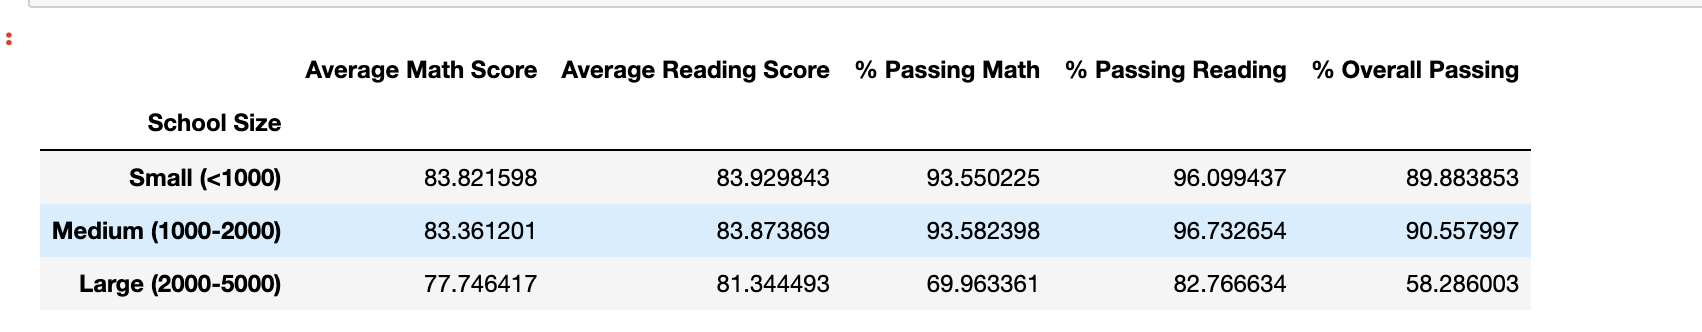 :
Average Math Score Average Reading Score % Passing Math % Passing Reading % Overall Passing
School Size
Small (<1000) 83.821598 83.929843 93.550225 96.099437 89.883853
Medium (1000-2000) 83.361201 83.873869 93.582398 96.732654 90.557997
Large (2000-5000) 77.746417 81.344493 69.963361 82.766634 58.286003